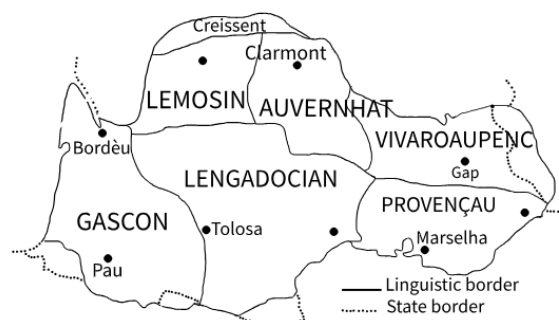 Creissent
Clarmont
LEMOSIN
AUVERNHAT
Bordèu
VIVAROAUPENC
Gap
LENGADOCIAN
PROVENÇAU
GASCON
Tolosa
Marselha
Pau
Linguistic border
State border